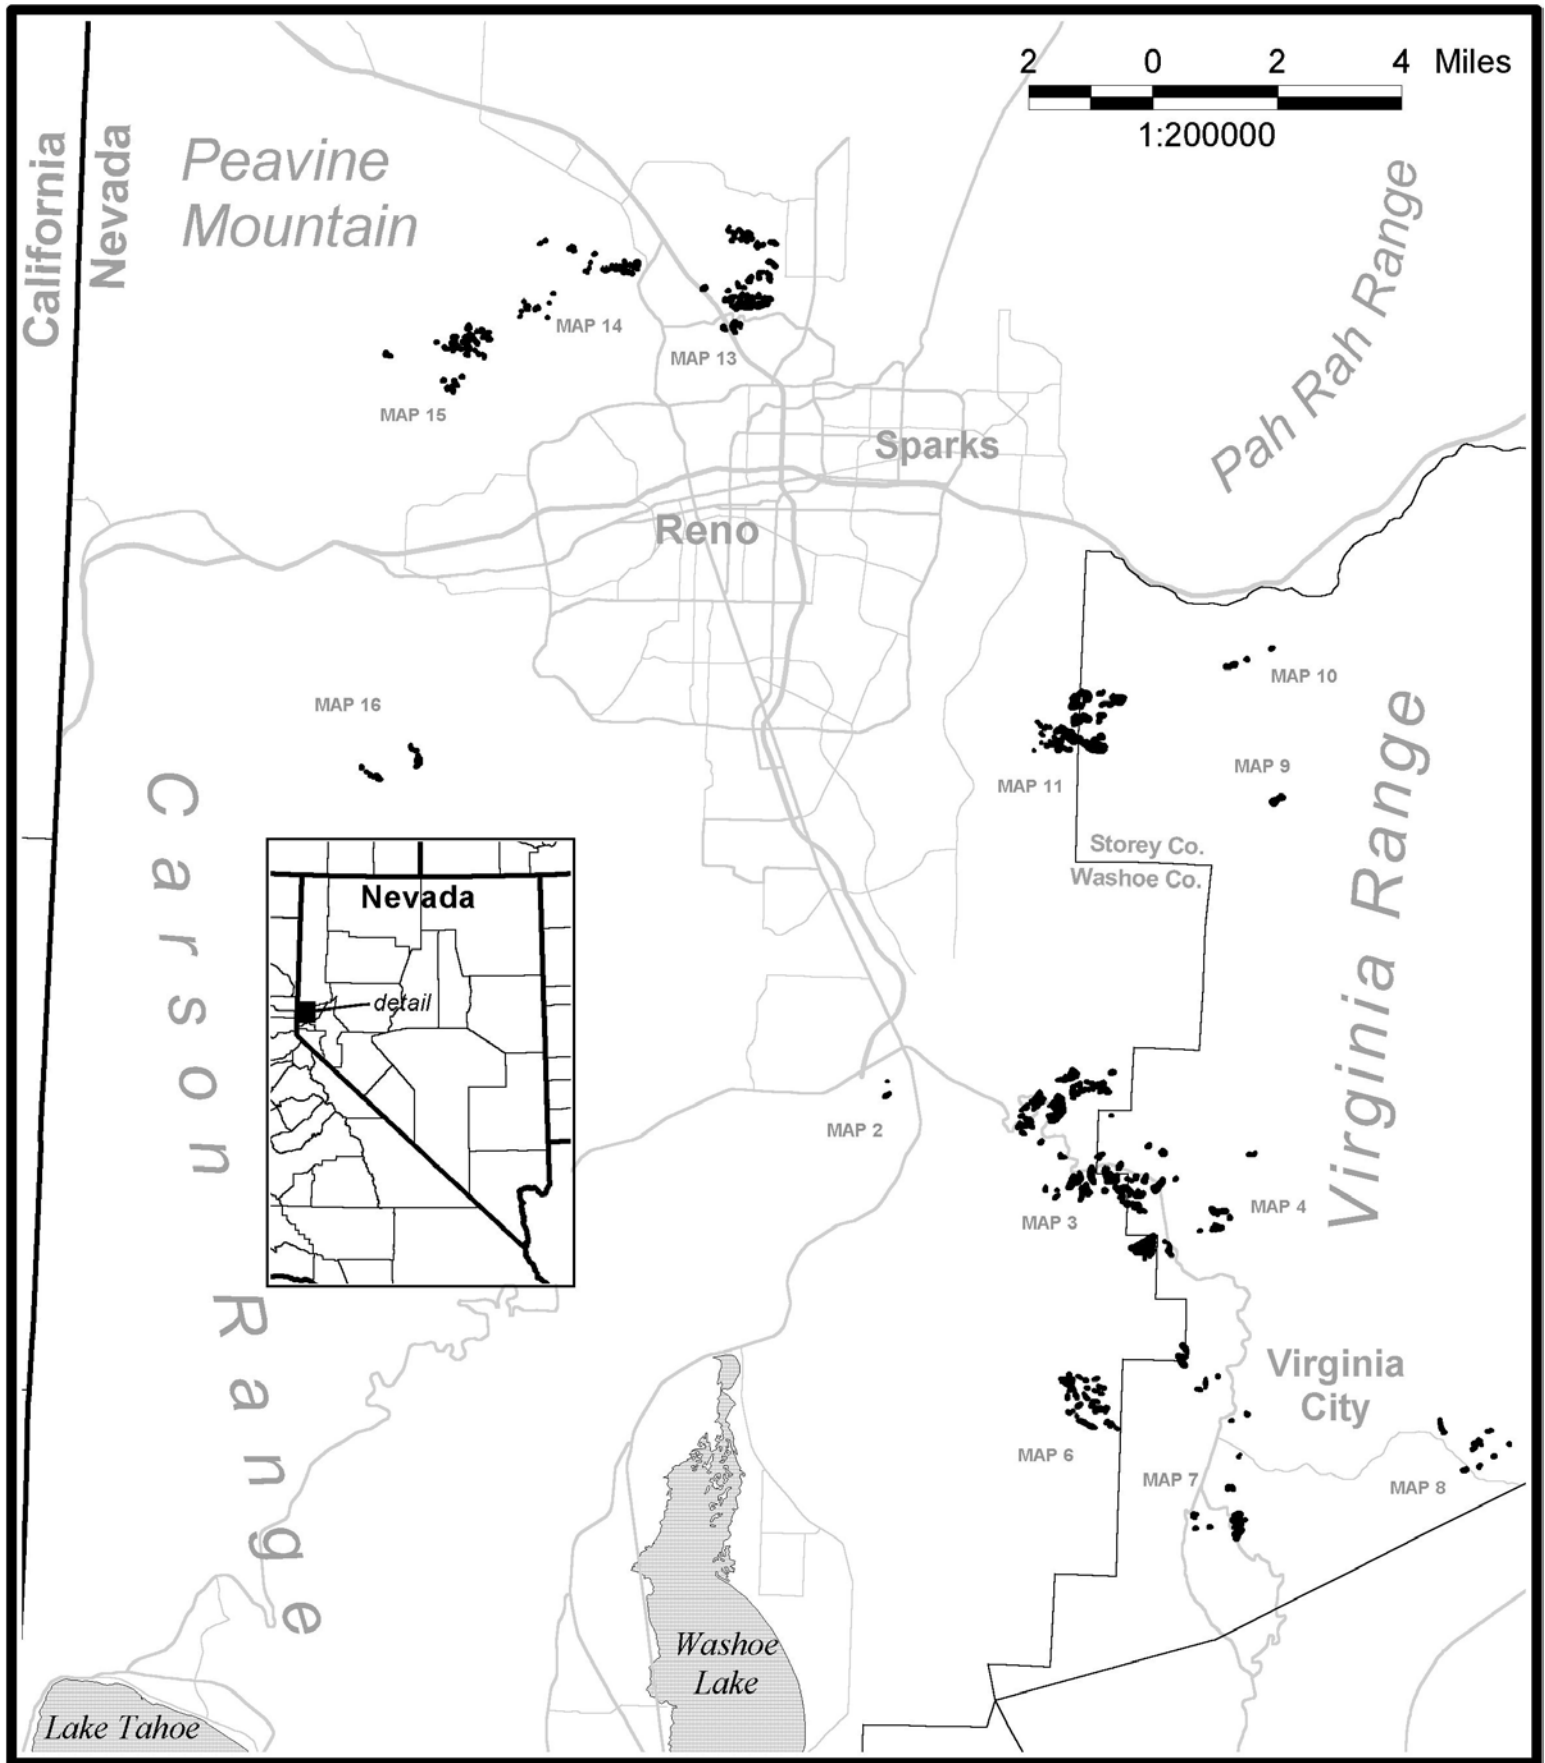 2 0 2 4 Miles
1:200000
California
Nevada
Peavine
Mountain
Pah Rah Range
MAP 14
MAP 13
MAP 15
Sparks
Reno
MAP 10
MAP 16
MAP 9
MAP 11
Storey Co.
Washoe Co.
Virginia Range
Carson Range
Nevada
detail
MAP 2
MAP 4
MAP 3
Virginia
City
MAP 6
MAP 7
MAP 8
Washoe
Lake
Lake Tahoe